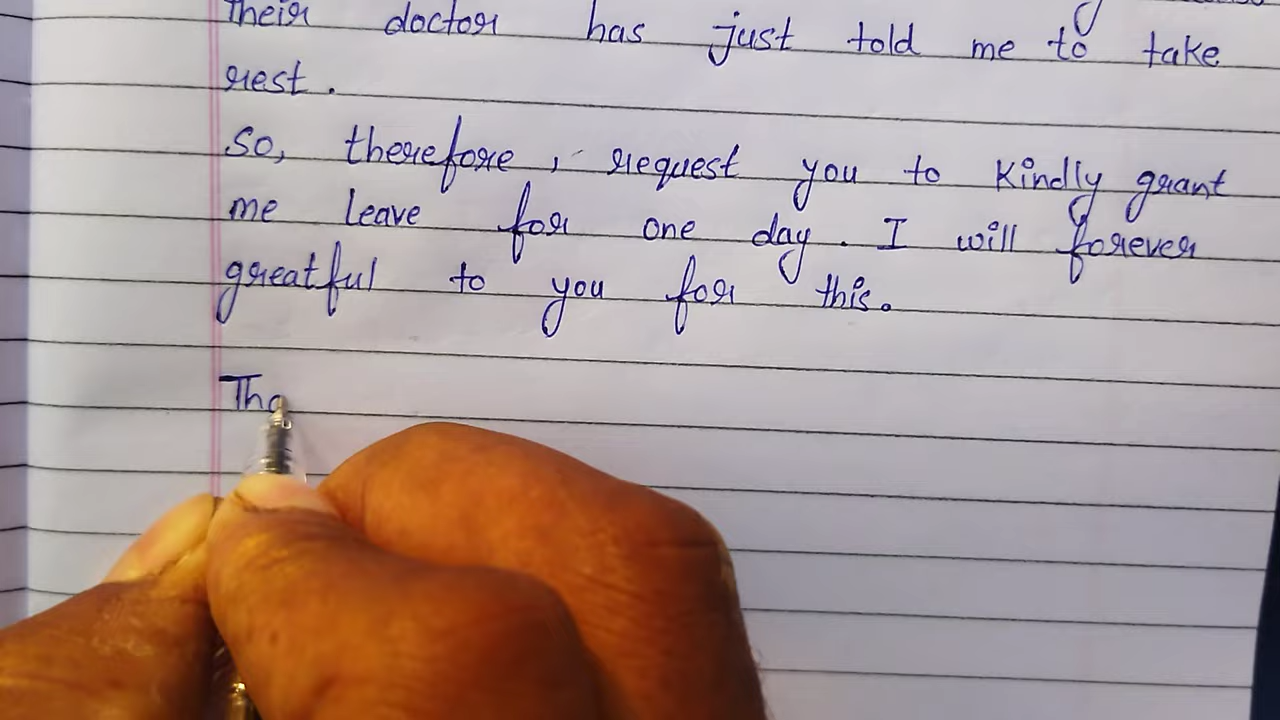 Their doctor has just told me to take
rest.
So, therefore, request you to Kindly grant
me leave for one day. I will forever
greatful to you for this.
Tha